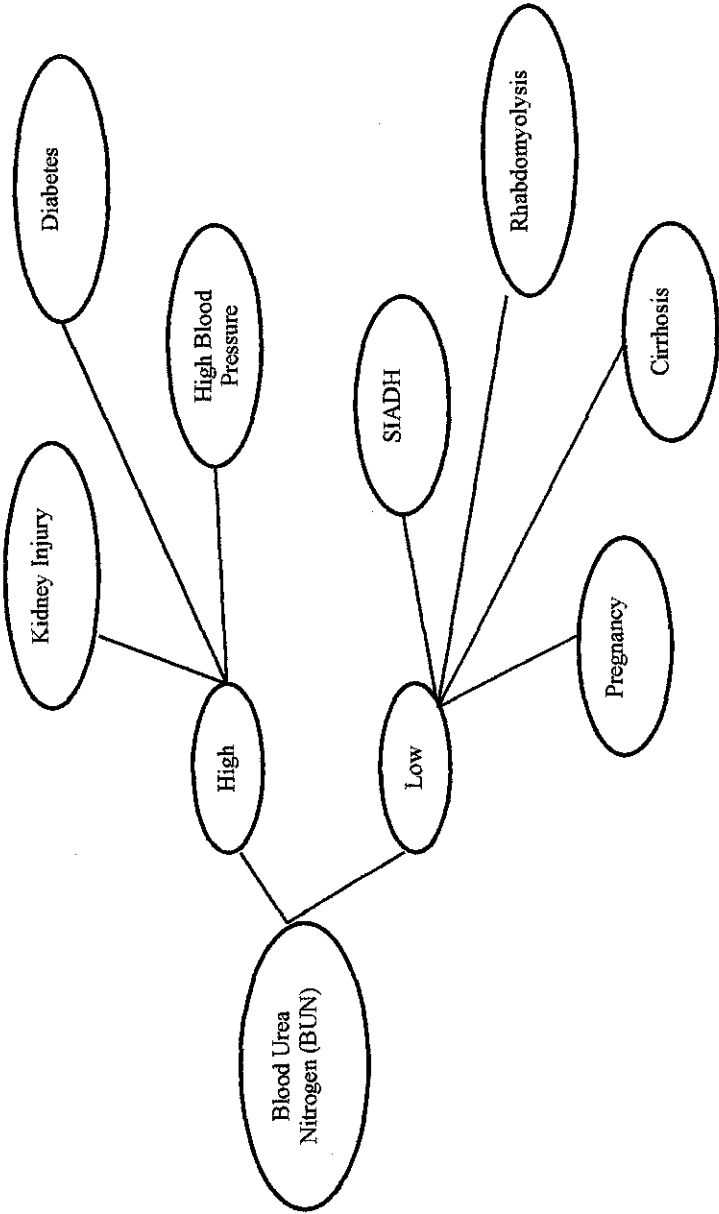 Blood Urea
Nitrogen (BUN)
High
Low
Kidney Injury
Diabetes
High Blood
Pressure
SIADH
Rhabdomyolysis
Cirrhosis
Pregnancy